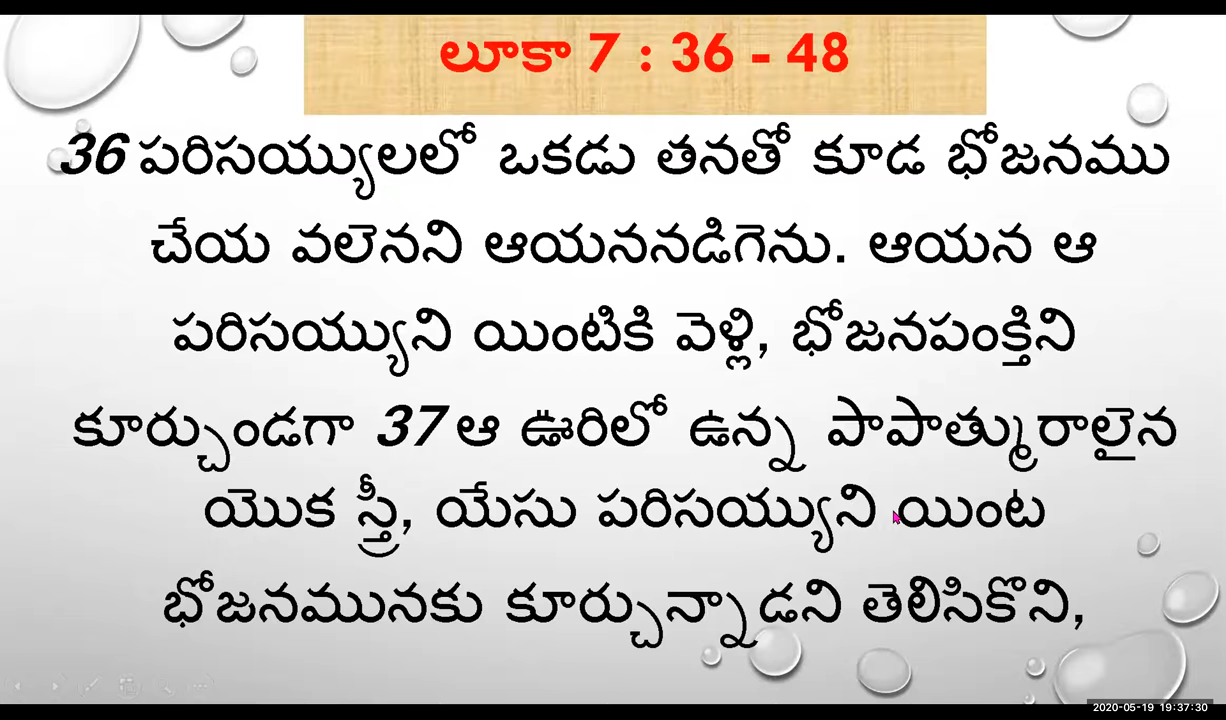 లూకా 7 : 36 - 48
36 పరిసయ్యులలో ఒకడు తనతో కూడ భోజనము
చేయ వలెనని ఆయననడిగెను. ఆయన ఆ
పరిసయ్యుని యింటికి వెళ్లి, భోజనపంక్తిని
కూర్చుండగా 37 ఆ ఊరిలో ఉన్న పాపాత్మురాలైన
యొక స్త్రీ, యేసు పరిసయ్యుని యింట
భోజనమునకు కూర్చున్నాడని తెలిసికొని,
2020-05-19 19:37:30